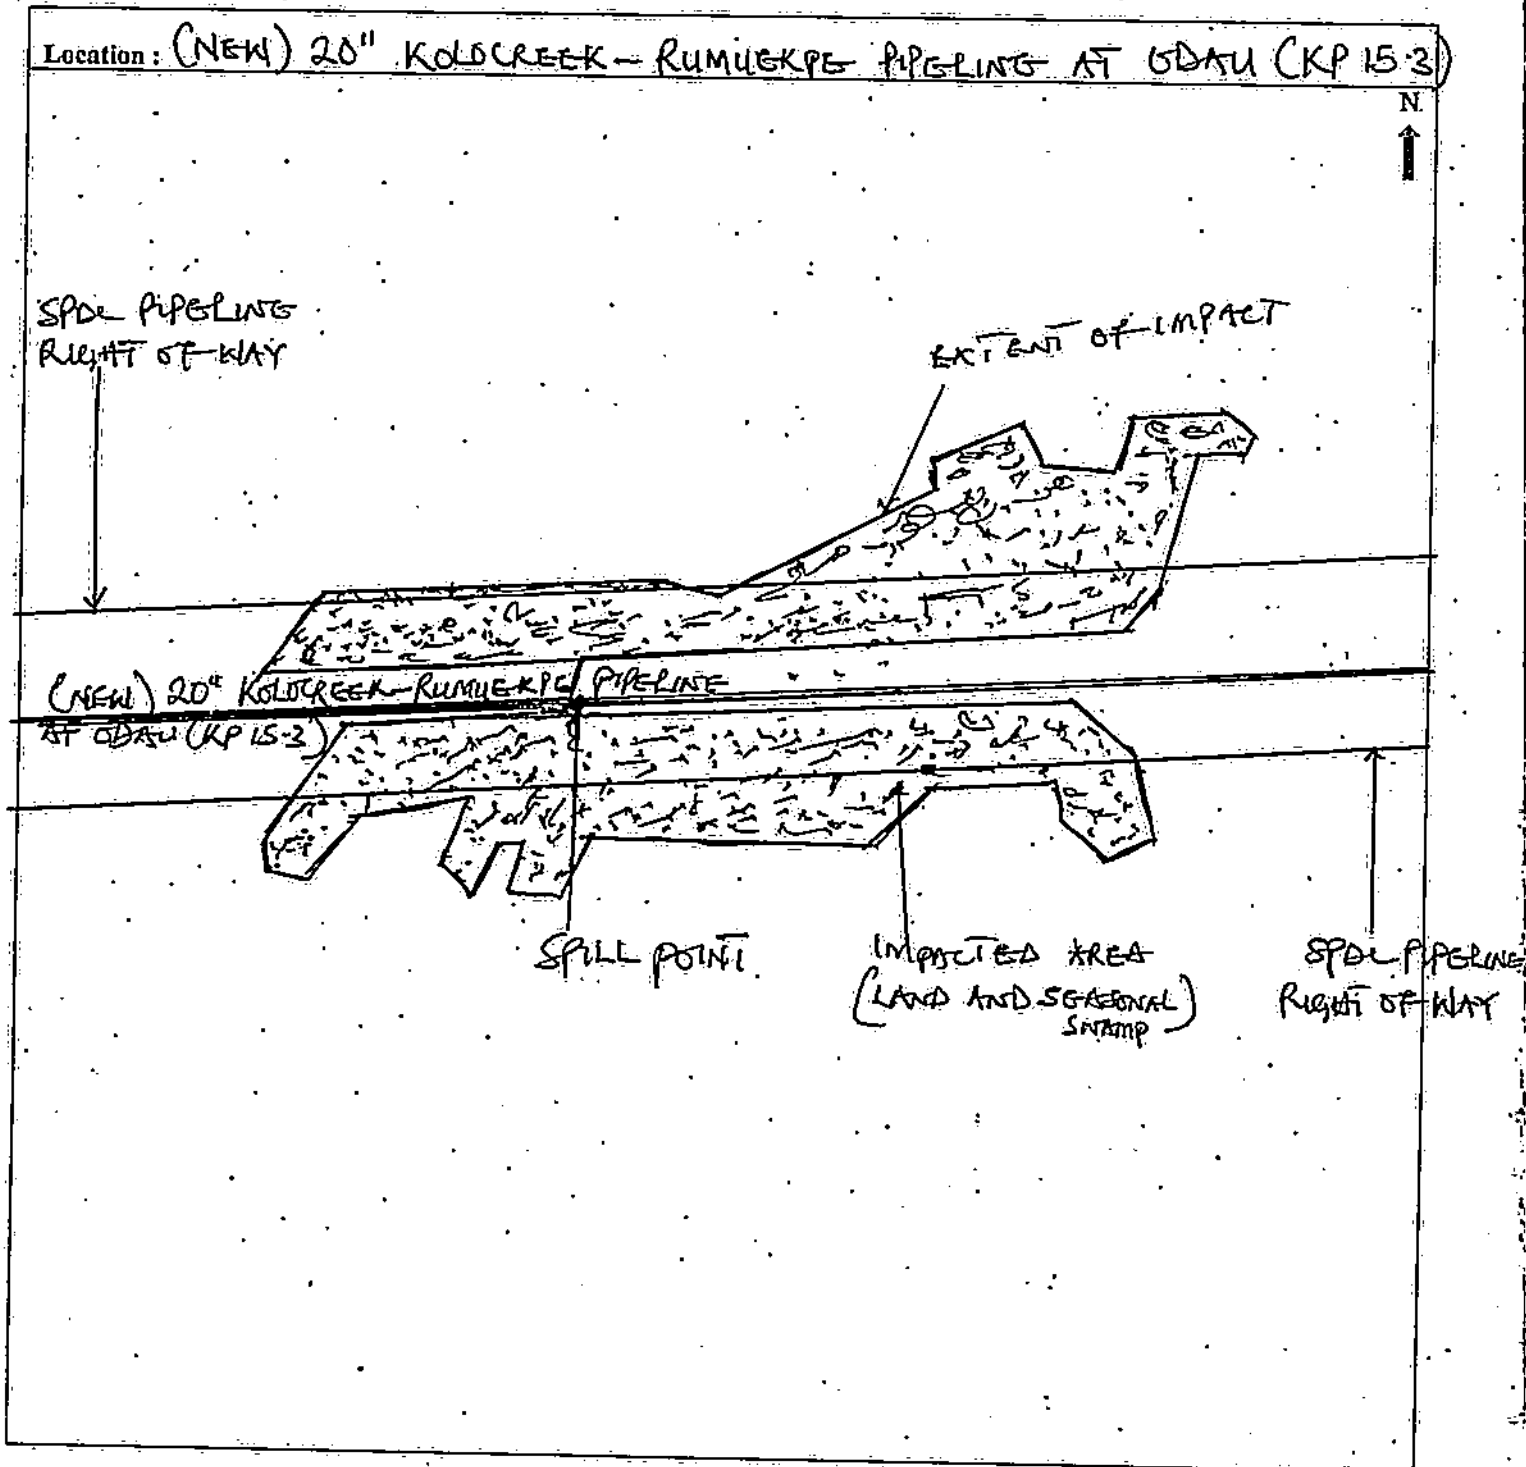 Location: (NEW) 20" KOLOCREEK - RUMUEKPE PIPELINE AT ODAU (KP 15.3)
N
SPDC PIPELINE
RIGHT OF WAY
EXTENT OF IMPACT
(NEW) 20" KOLOCREEK-RUMUEKPE PIPELINE
AT ODAU (KP 15.3)
SPILL POINT.
IMPACTED AREA
(LAND AND SEASONAL
SWAMP)
SPDC PIPELINE
RIGHT OF WAY